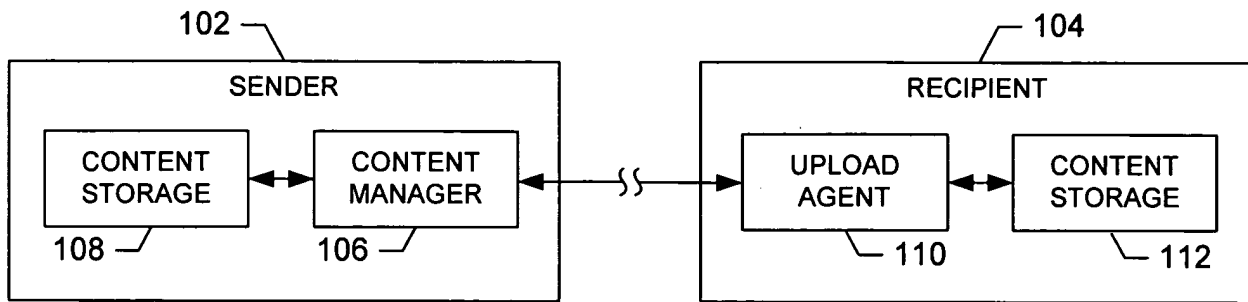 102
104
SENDER
RECIPIENT
CONTENT
STORAGE
CONTENT
MANAGER
UPLOAD
AGENT
CONTENT
STORAGE
108
106
110
112